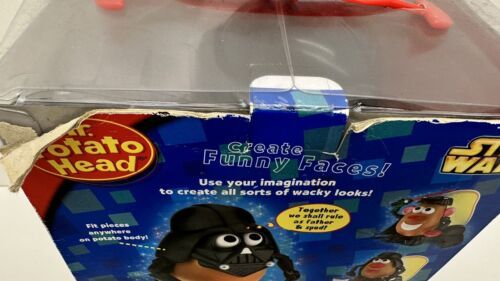 Mr.
Potato
Head
Create
Funny Faces!
Use your imagination
to create all sorts of wacky looks!
STAR
WARS
Together
we shall rule
as father
& spud!
Fit pieces
anywhere
on potato body!